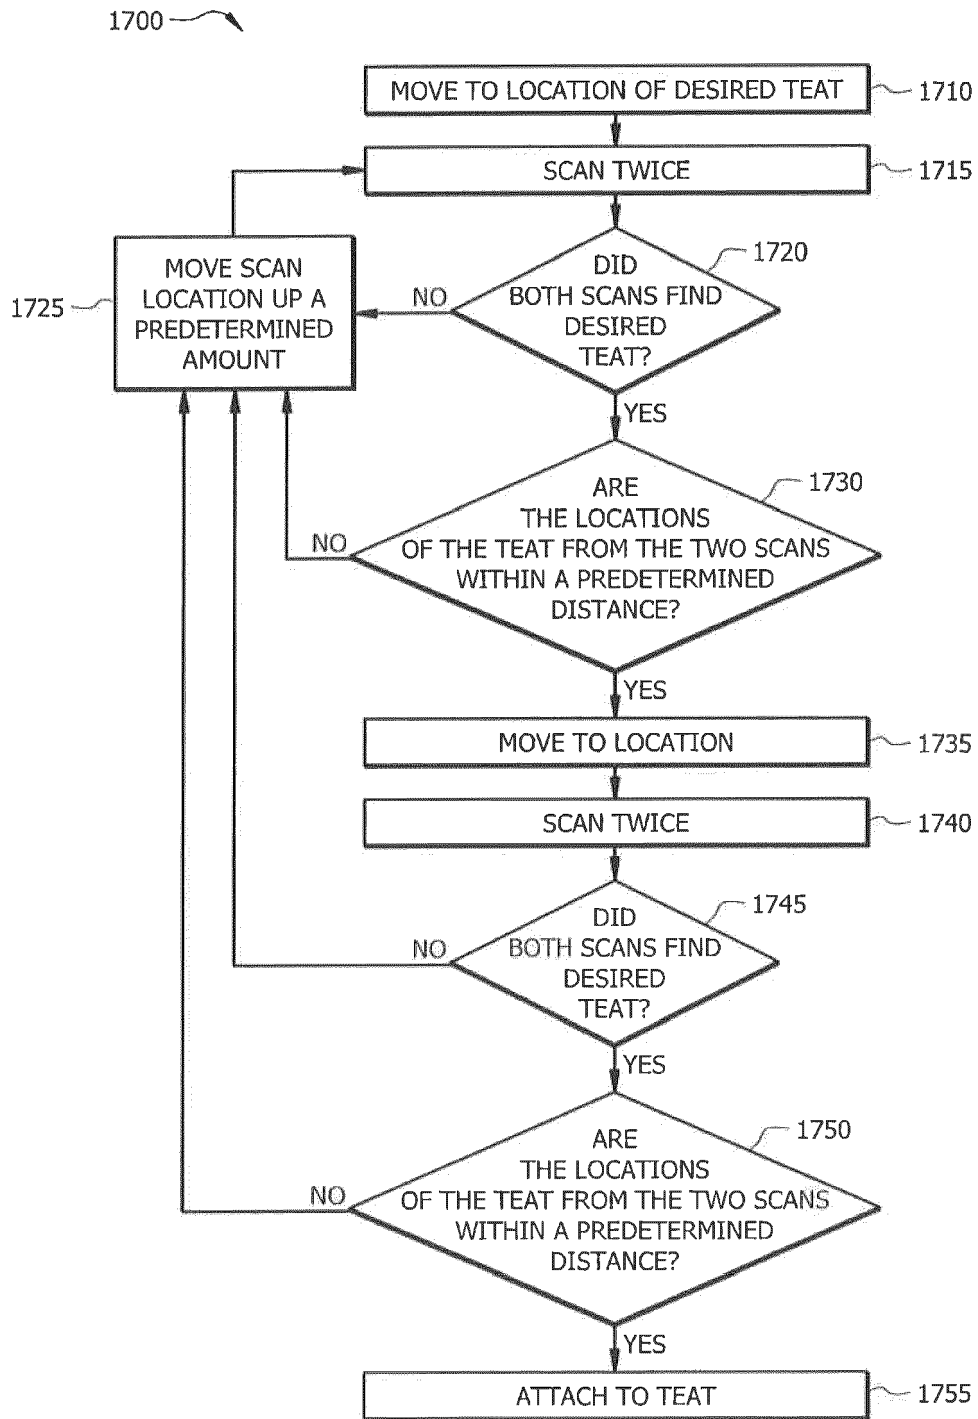 1700
MOVE TO LOCATION OF DESIRED TEAT
1710
SCAN TWICE
1715
DID
BOTH SCANS FIND
DESIRED
TEAT?
1720
NO
MOVE SCAN
LOCATION UP A
PREDETERMINED
AMOUNT
1725
YES
ARE
THE LOCATIONS
OF THE TEAT FROM THE TWO SCANS
WITHIN A PREDETERMINED
DISTANCE?
1730
NO
YES
MOVE TO LOCATION
1735
SCAN TWICE
1740
DID
BOTH SCANS FIND
DESIRED
TEAT?
1745
NO
YES
ARE
THE LOCATIONS
OF THE TEAT FROM THE TWO SCANS
WITHIN A PREDETERMINED
DISTANCE?
1750
NO
YES
ATTACH TO TEAT
1755